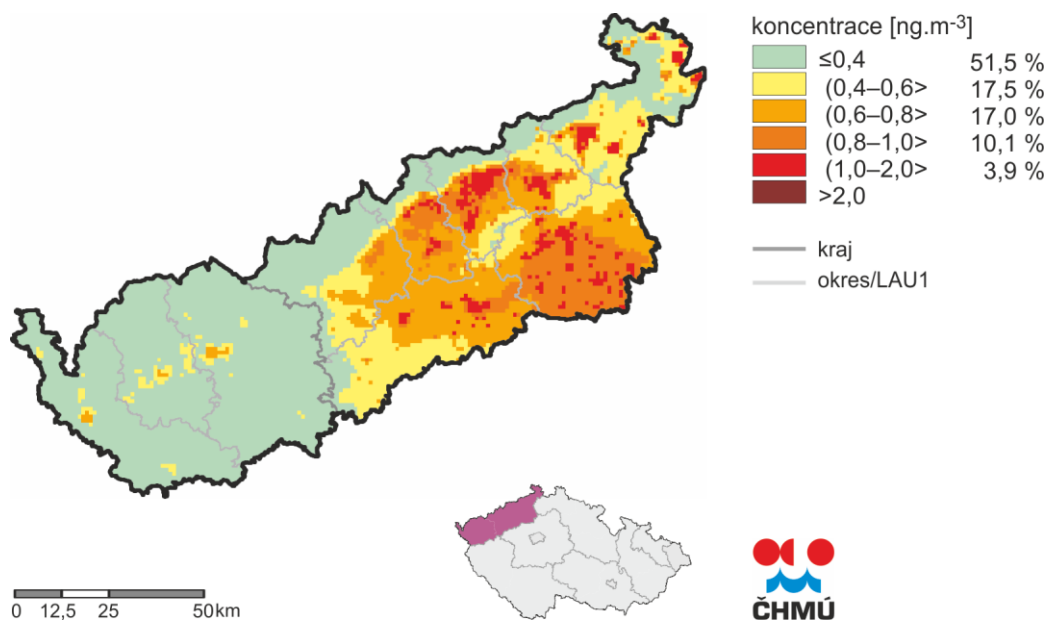 koncentrace [ng.m-3]
≤0,4 51,5 %
(0,4–0,6> 17,5 %
(0,6–0,8> 17,0 %
(0,8–1,0> 10,1 %
(1,0–2,0> 3,9 %
>2,0
kraj
okres/LAU1
0 12,5 25 50 km
ČHMÚ